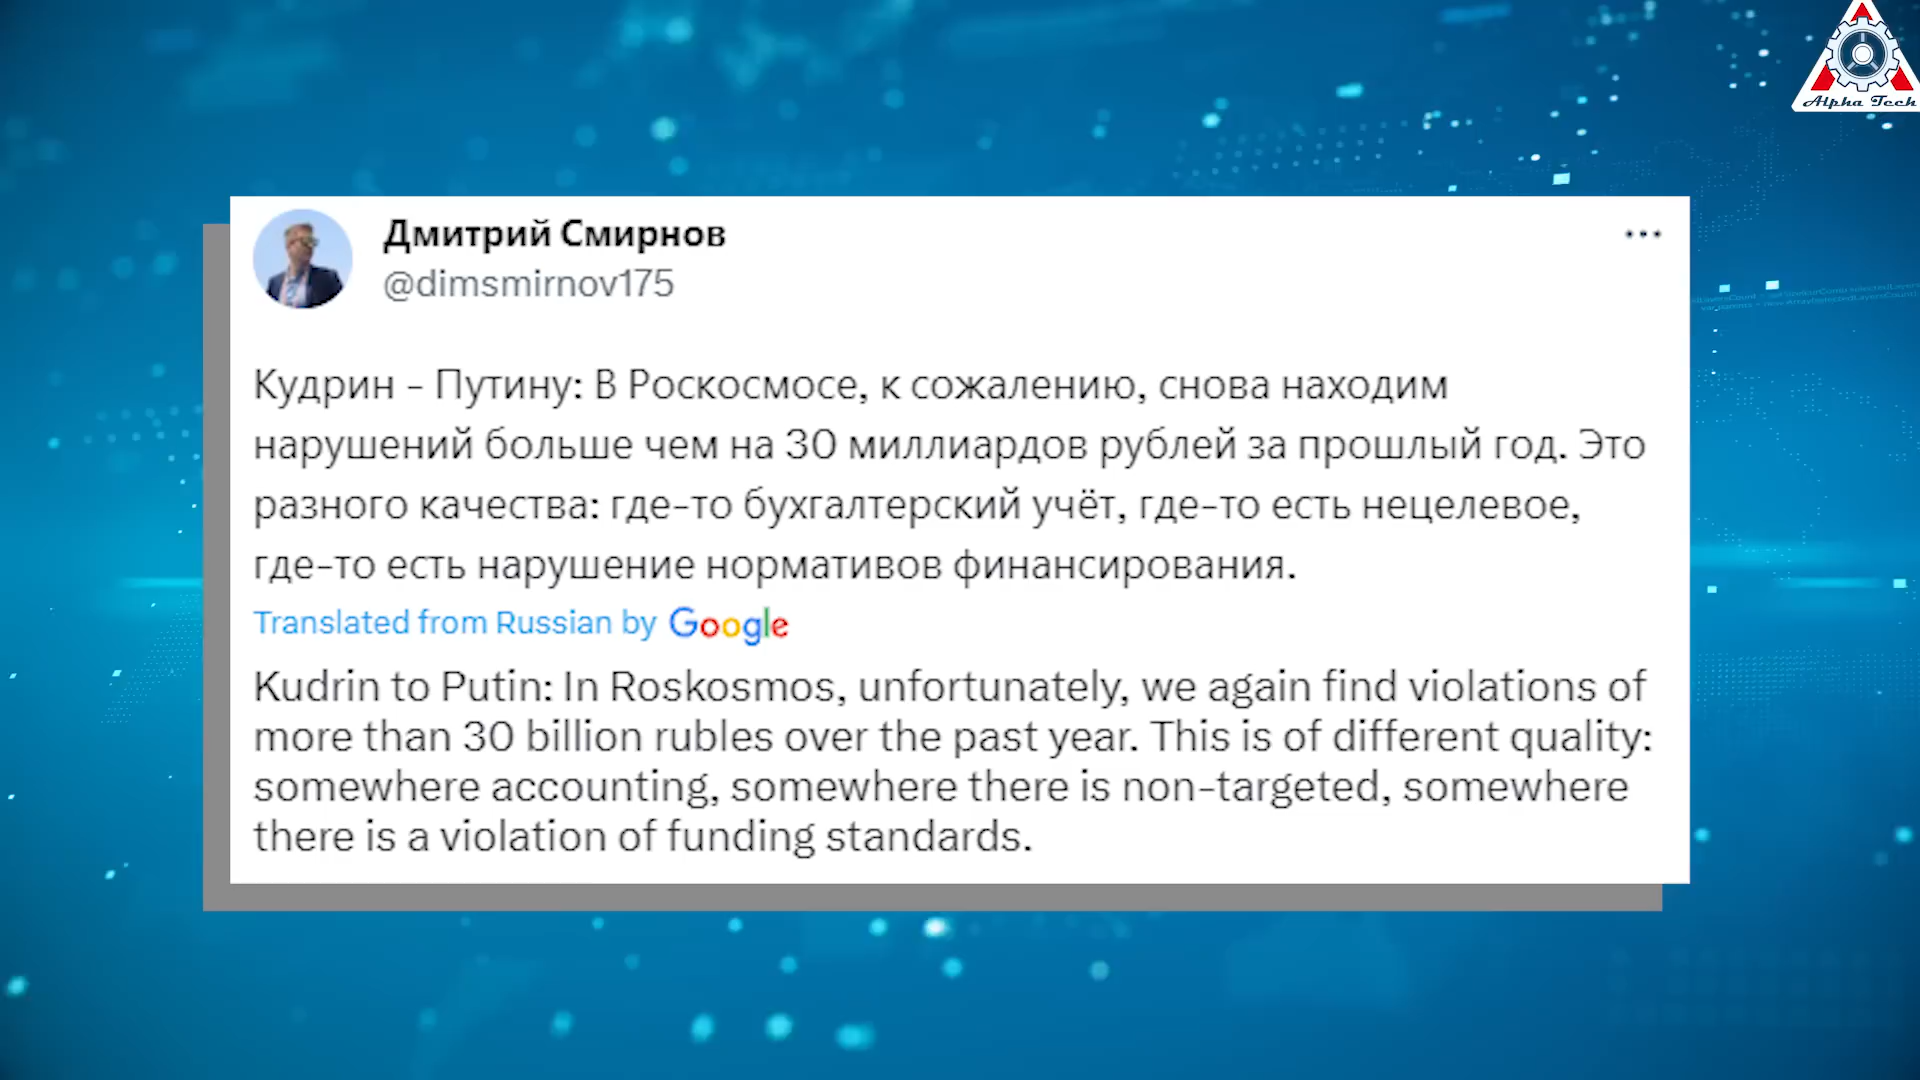 Alpha Tech
Дмитрий Смирнов
@dimsmirnov175
Кудрин - Путину: В Роскосмосе, к сожалению, снова находим
нарушений больше чем на 30 миллиардов рублей за прошлый год. Это
разного качества: где-то бухгалтерский учёт, где-то есть нецелевое,
где-то есть нарушение нормативов финансирования.
Translated from Russian by Google
Kudrin to Putin: In Roskosmos, unfortunately, we again find violations of
more than 30 billion rubles over the past year. This is of different quality:
somewhere accounting, somewhere there is non-targeted, somewhere
there is a violation of funding standards.